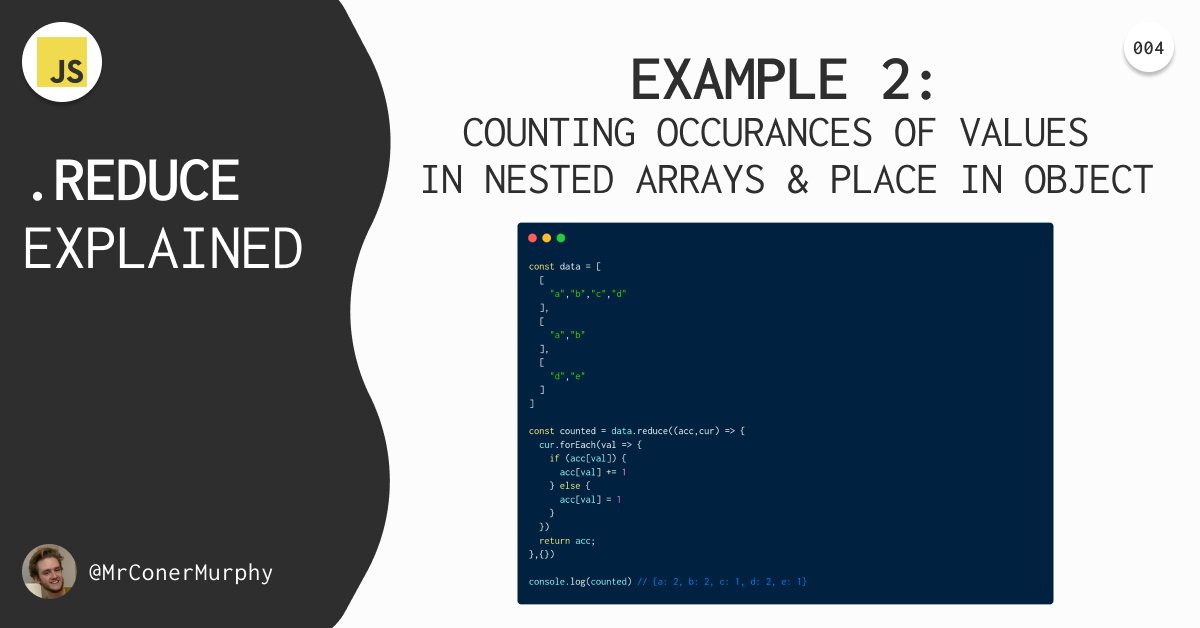 JS
.REDUCE
EXPLAINED
@MrConerMurphy
004
EXAMPLE 2:
COUNTING OCCURANCES OF VALUES
IN NESTED ARRAYS & PLACE IN OBJECT
const data = [
  [
    "a","b","c","d"
  ],
  [
    "a","b"
  ],
  [
    "d","e"
  ]
]
const counted = data.reduce((acc,cur) => {
  cur.forEach(val => {
    if (acc[val]) {
      acc[val] += 1
    } else {
      acc[val] = 1
    }
  })
  return acc;
},{})
console.log(counted) // {a: 2, b: 2, c: 1, d: 2, e: 1}